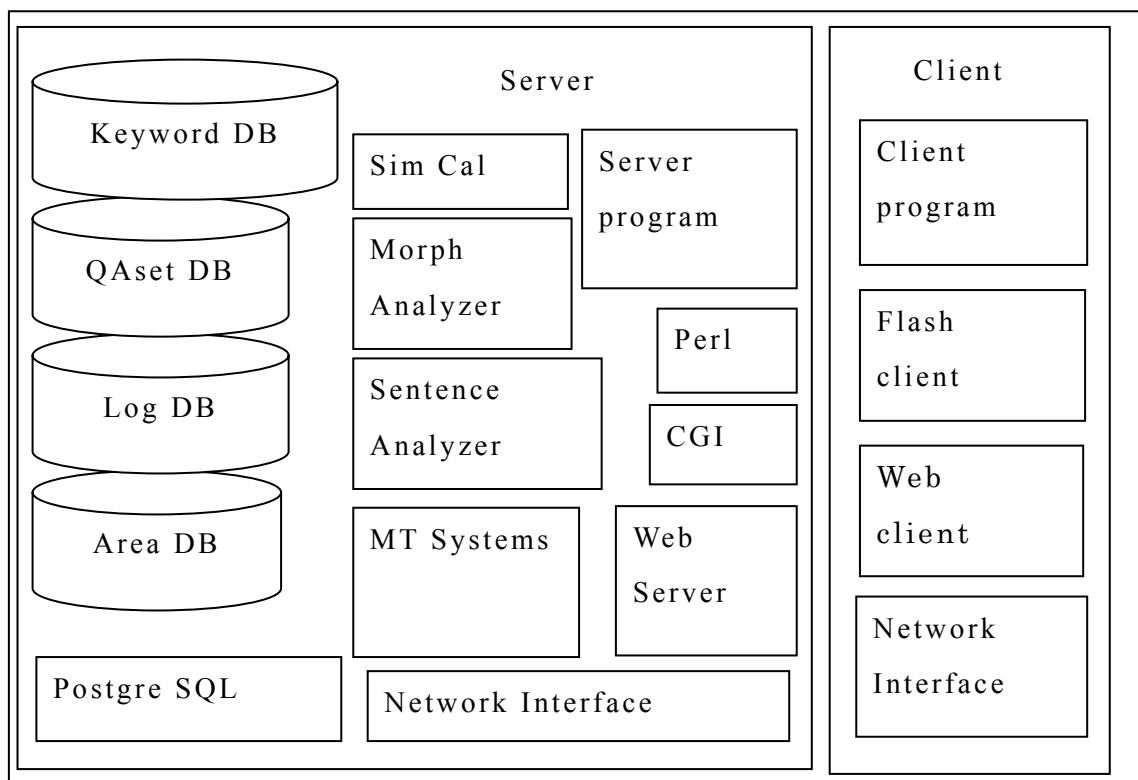 Server
Keyword DB
QAset DB
Log DB
Area DB
Postgre SQL
Sim Cal
Morph
Analyzer
Sentence
Analyzer
MT Systems
Server
program
Perl
CGI
Web
Server
Network Interface
Client
Client
program
Flash
client
Web
client
Network
Interface